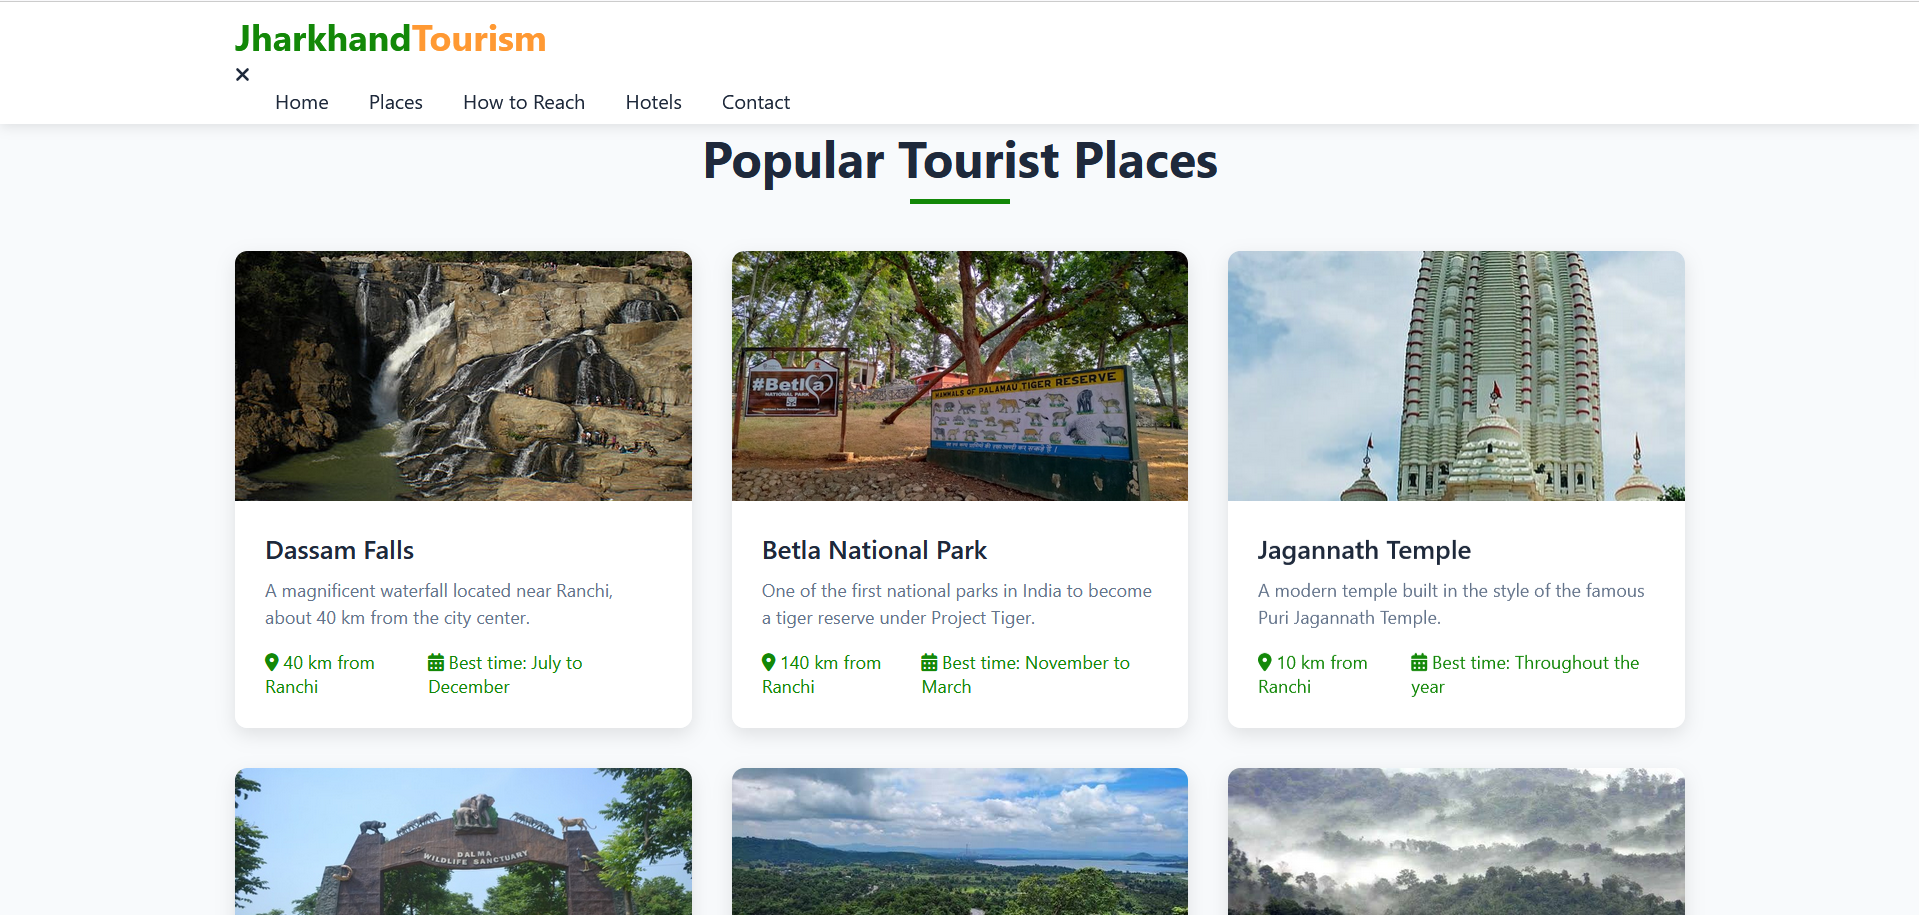 JharkhandTourism
Home Places How to Reach Hotels Contact
Popular Tourist Places
#Betla
NATIONAL PARK
MAMMALS OF PALAMAU TIGER RESERVE
Dassam Falls
A magnificent waterfall located near Ranchi,
about 40 km from the city center.
40 km from
Ranchi
Best time: July to
December
Betla National Park
One of the first national parks in India to become
a tiger reserve under Project Tiger.
140 km from
Ranchi
Best time: November to
March
Jagannath Temple
A modern temple built in the style of the famous
Puri Jagannath Temple.
10 km from
Ranchi
Best time: Throughout the
year
DALMA
WILDLIFE SANCTUARY